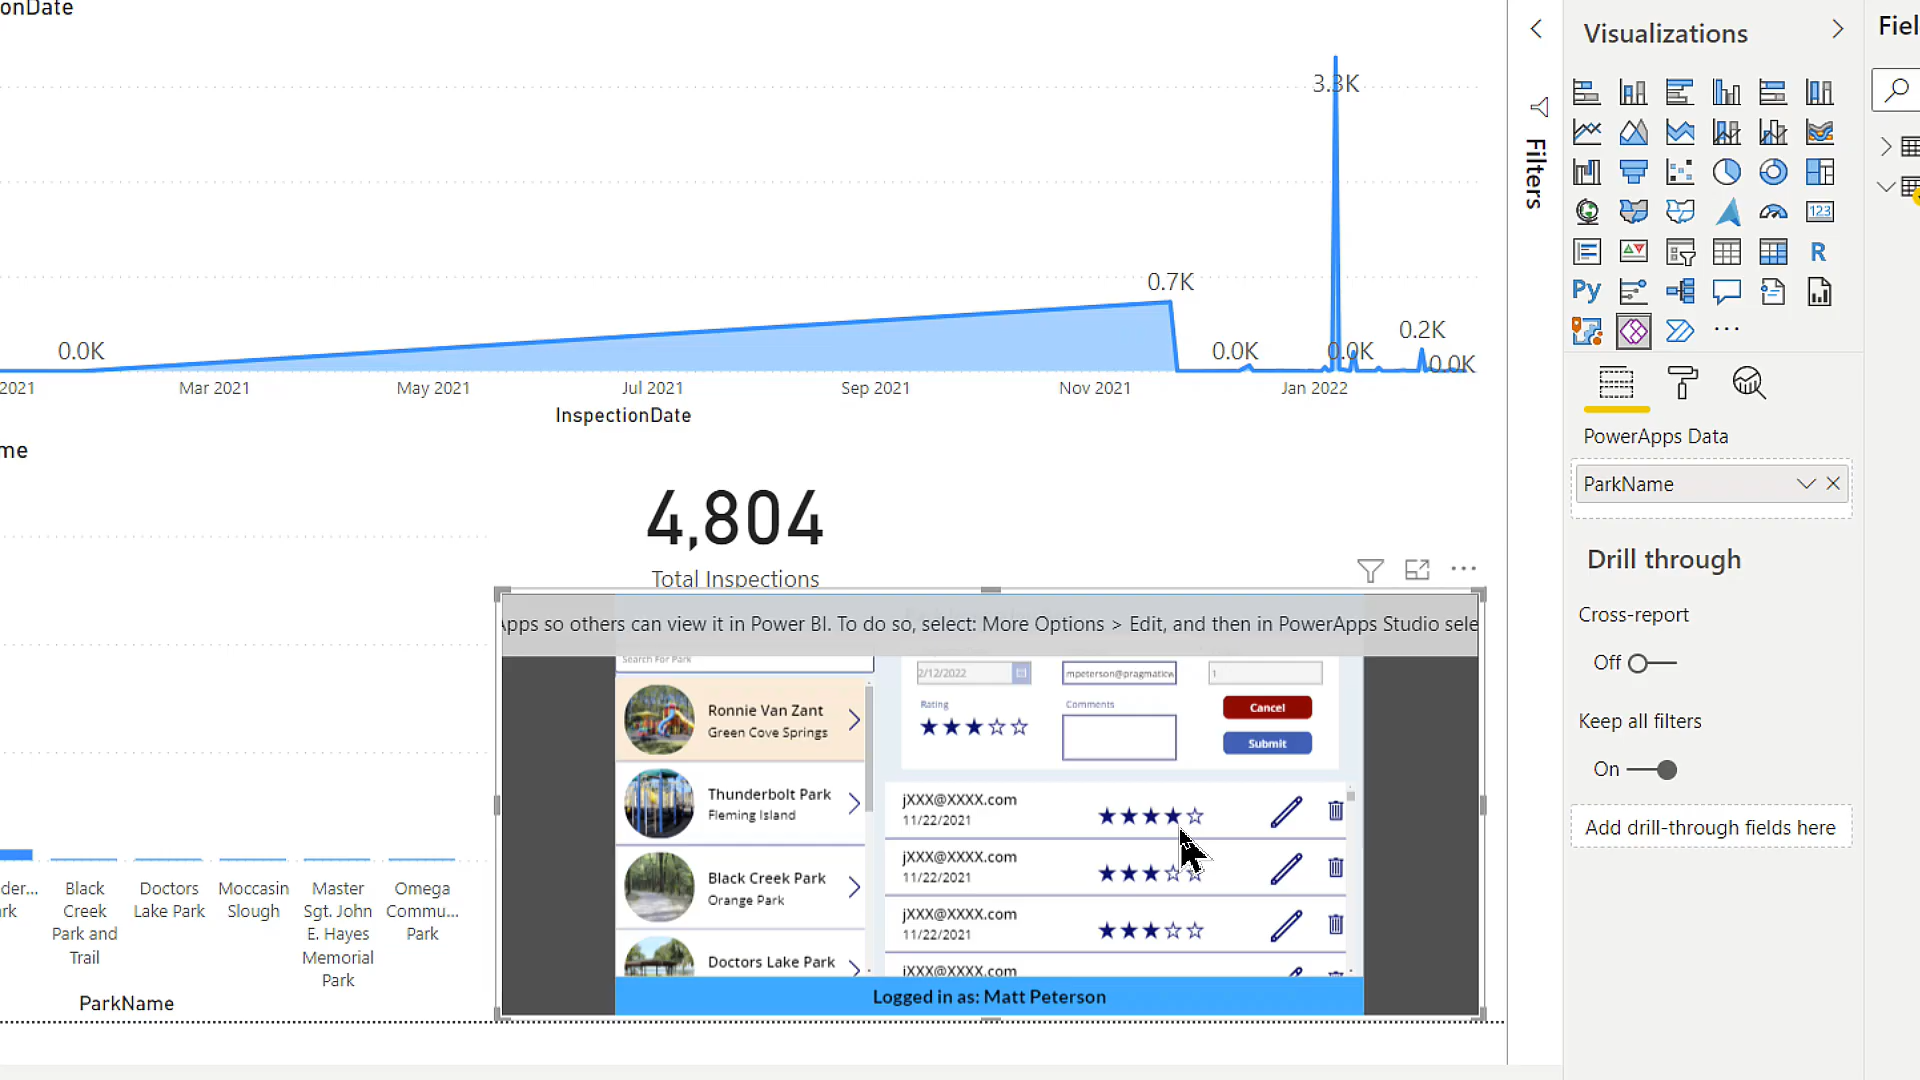 onDate
3.3K
0.7K
0.2K
0.0K
0.0K
0.0K
0.0K
2021
Mar 2021
May 2021
Jul 2021
Sep 2021
Nov 2021
Jan 2022
InspectionDate
me
4,804
Total Inspections
der...
rk
Black
Creek
Park and
Trail
Doctors
Lake Park
Moccasin
Slough
Master
Sgt. John
E. Hayes
Memorial
Park
Omega
Commu...
Park
ParkName
Apps so others can view it in Power BI. To do so, select: More Options > Edit, and then in PowerApps Studio sele
Search For Park
Ronnie Van Zant
Green Cove Springs
Thunderbolt Park
Fleming Island
Black Creek Park
Orange Park
Doctors Lake Park
2/12/2022
mpeterson@pragmaticw
1
Rating
Comments
Cancel
Submit
jXXX@XXXX.com
11/22/2021
jXXX@XXXX.com
11/22/2021
jXXX@XXXX.com
11/22/2021
jXXX@XXXX.com
Logged in as: Matt Peterson
Filters
Visualizations
123
R
Py
PowerApps Data
ParkName
Drill through
Cross-report
Off
Keep all filters
On
Add drill-through fields here
Fiel